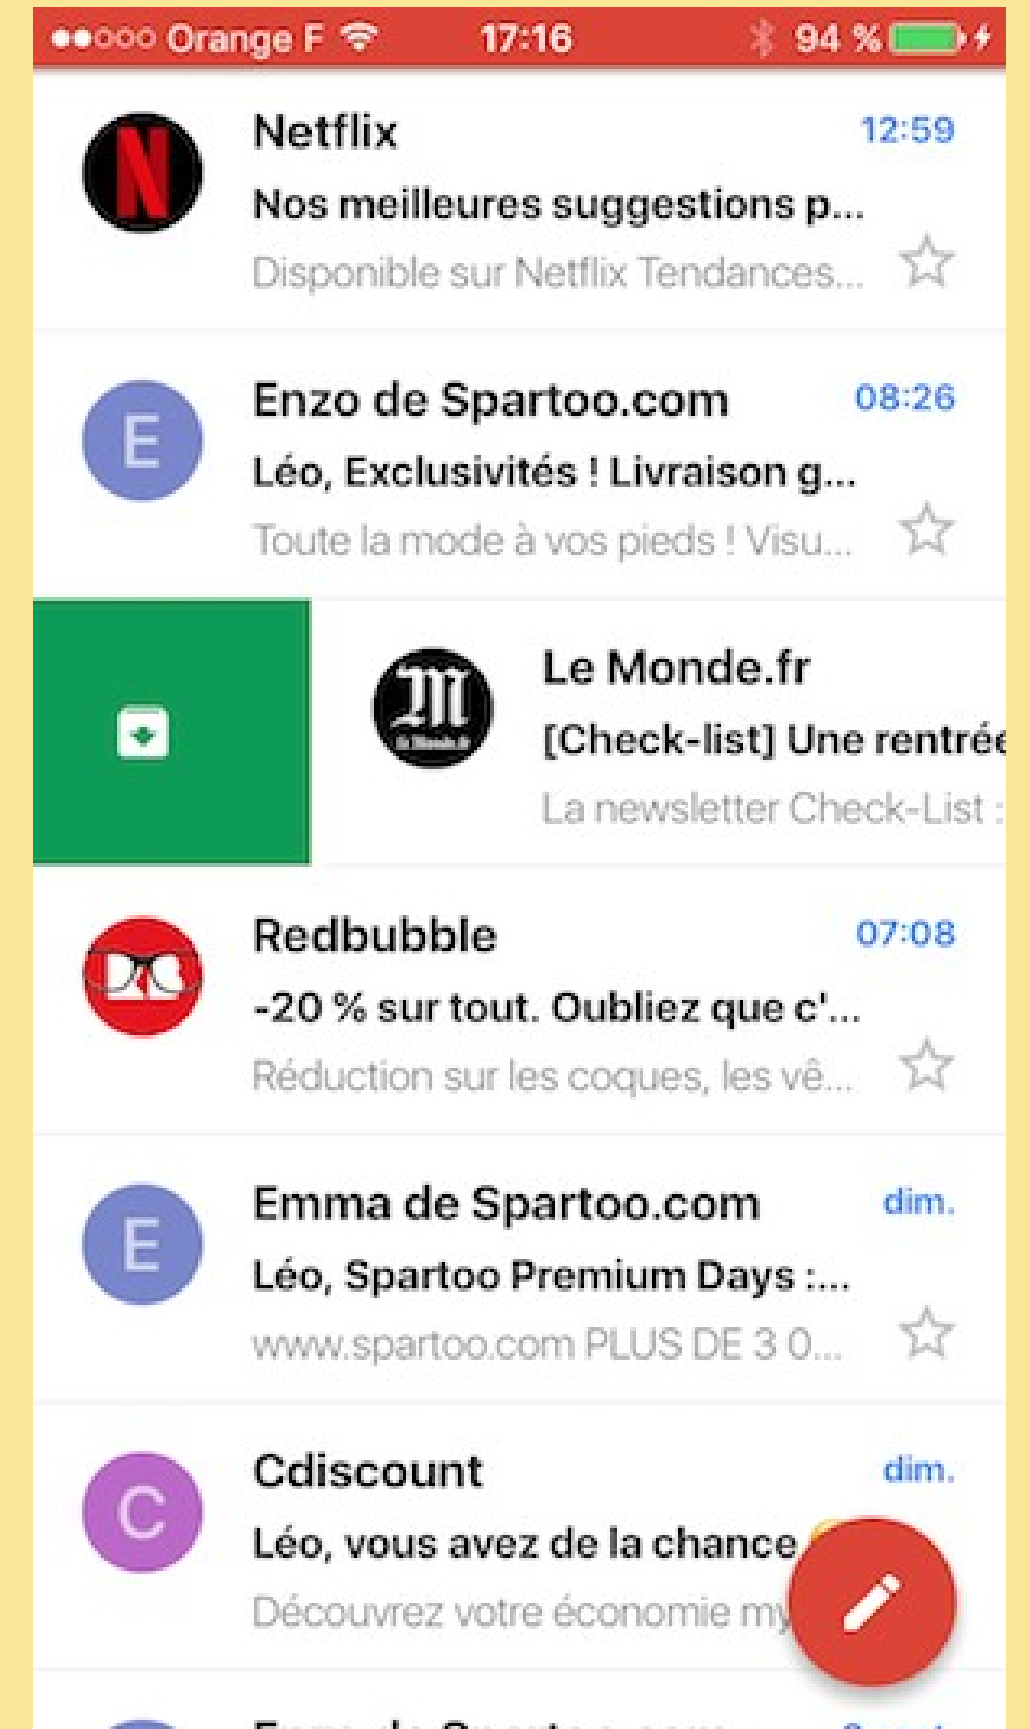 Orange F 17:16 94 %
Netflix 12:59
Nos meilleures suggestions p...
Disponible sur Netflix Tendances...
E
Enzo de Spartoo.com 08:26
Léo, Exclusivités ! Livraison g...
Toute la mode à vos pieds ! Visu...
Le Monde.fr
[Check-list] Une rentrée
La newsletter Check-List :
Redbubble 07:08
-20 % sur tout. Oubliez que c'...
Réduction sur les coques, les vê...
E
Emma de Spartoo.com dim.
Léo, Spartoo Premium Days :...
www.spartoo.com PLUS DE 3 0...
C
Cdiscount dim.
Léo, vous avez de la chance
Découvrez votre économie my